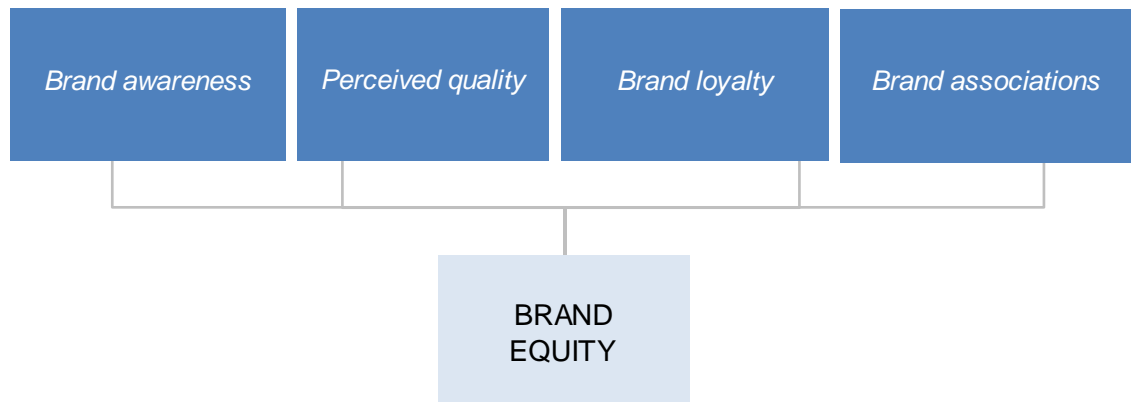 Brand awareness
Perceived quality
Brand loyalty
Brand associations
BRAND
EQUITY